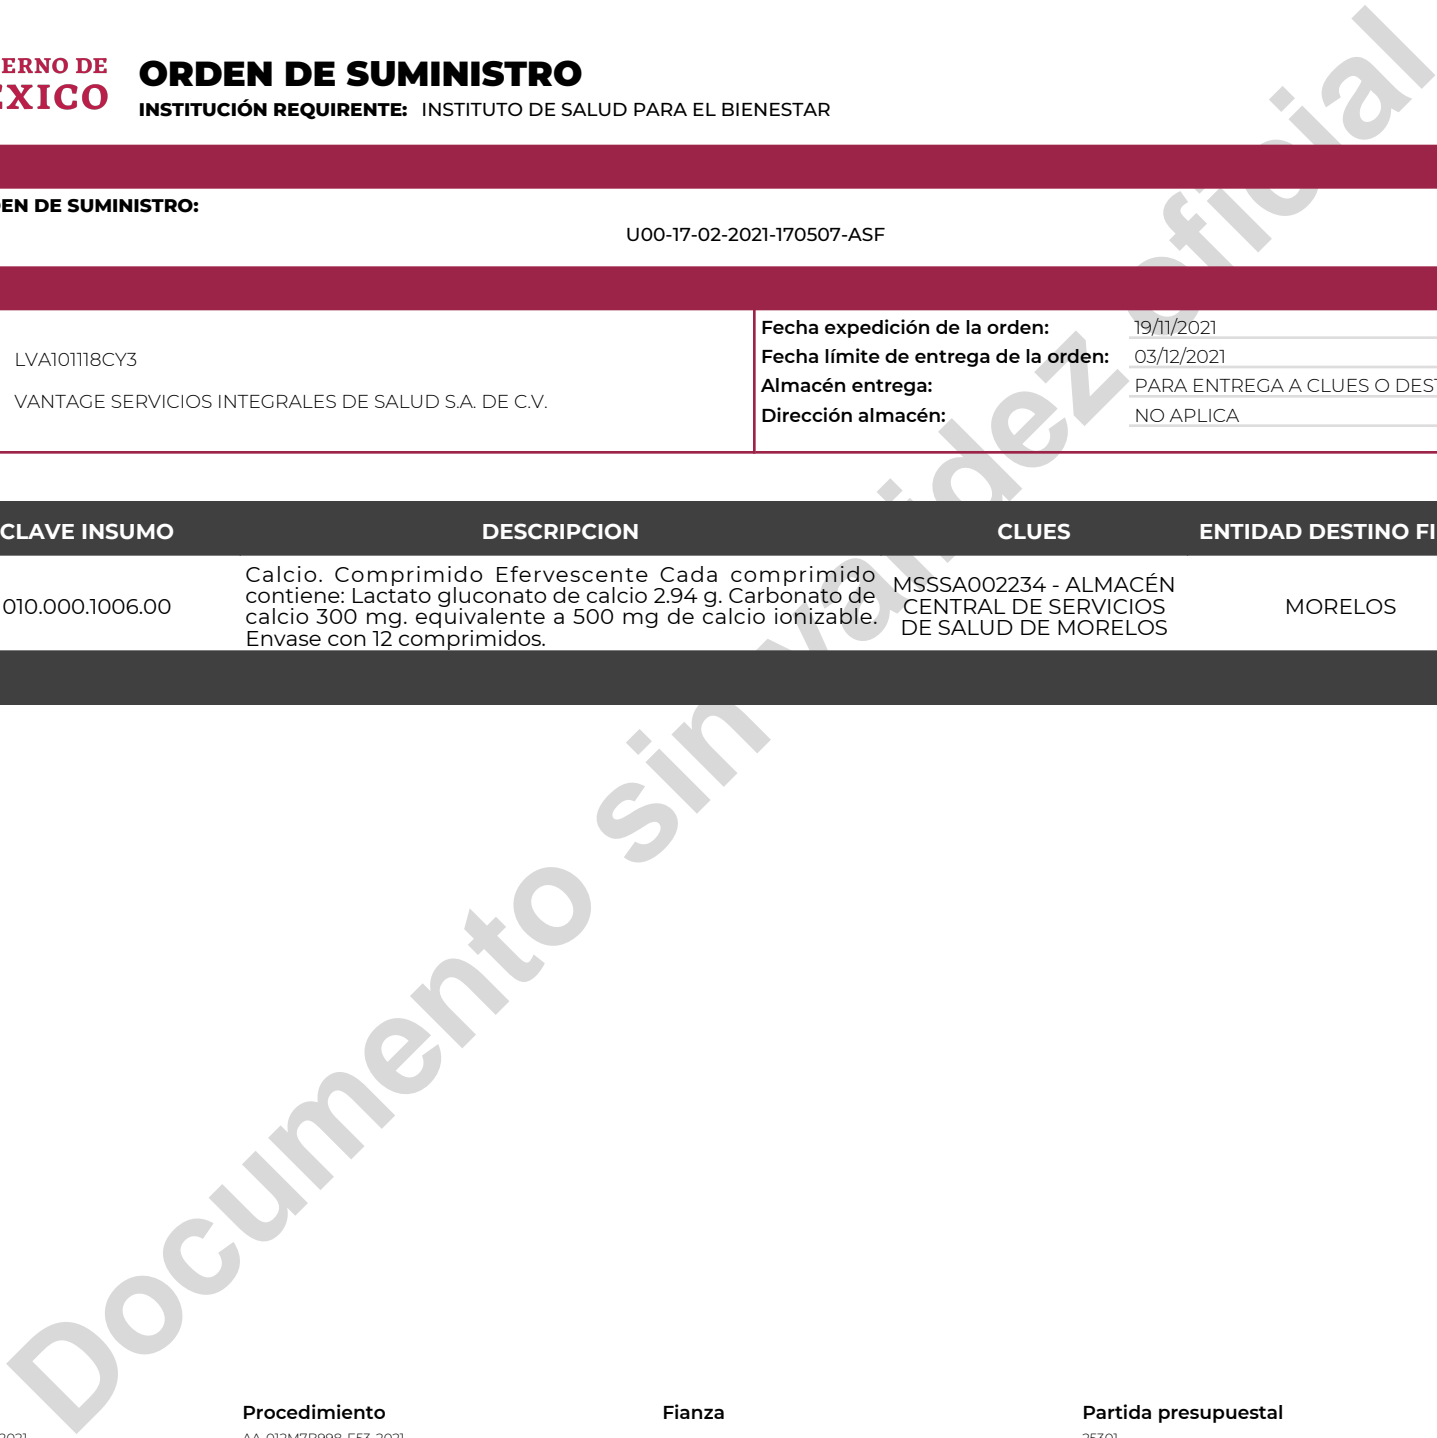 ERNO DE
ÉXICO
ORDEN DE SUMINISTRO
INSTITUCIÓN REQUIRENTE: INSTITUTO DE SALUD PARA EL BIENESTAR
EN DE SUMINISTRO:
U00-17-02-2021-170507-ASF
LVA101118CY3
VANTAGE SERVICIOS INTEGRALES DE SALUD S.A. DE C.V.
Fecha expedición de la orden: 19/11/2021
Fecha límite de entrega de la orden: 03/12/2021
Almacén entrega: PARA ENTREGA A CLUES O DEST
Dirección almacén: NO APLICA
CLAVE INSUMO DESCRIPCION CLUES ENTIDAD DESTINO FI
010.000.1006.00
Calcio. Comprimido Efervescente Cada comprimido
contiene: Lactato gluconato de calcio 2.94 g. Carbonato de
calcio 300 mg. equivalente a 500 mg de calcio ionizable.
Envase con 12 comprimidos.
MSSSA002234 - ALMACÉN
CENTRAL DE SERVICIOS
DE SALUD DE MORELOS
MORELOS
Documento sin validez oficial
Procedimiento Fianza Partida presupuestal